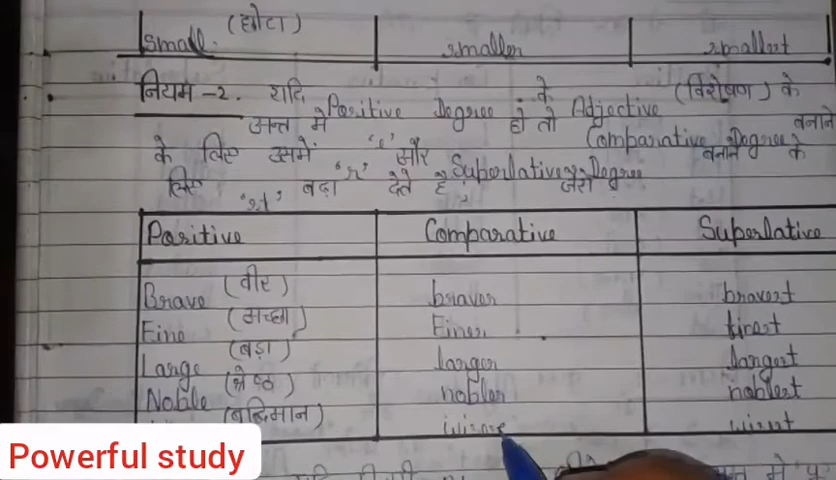 small. (छोटा) smaller smallest
नियम -2. यदि Positive Degree के Adjective (विशेषण) के
अन्त में 'e' हो तो Comparative Degree बनाने
के लिए उसमें 'r' और Superlative Degree बनाने के
लिए 'st' बढ़ा देते हैं। जैसे
Positive Comparative Superlative
Brave (वीर) braver bravest
Fine (अच्छा) Finer finest
Large (बड़ा) larger largest
Noble (श्रेष्ठ) nobler noblest
(बुद्धिमान) wisest
Powerful study